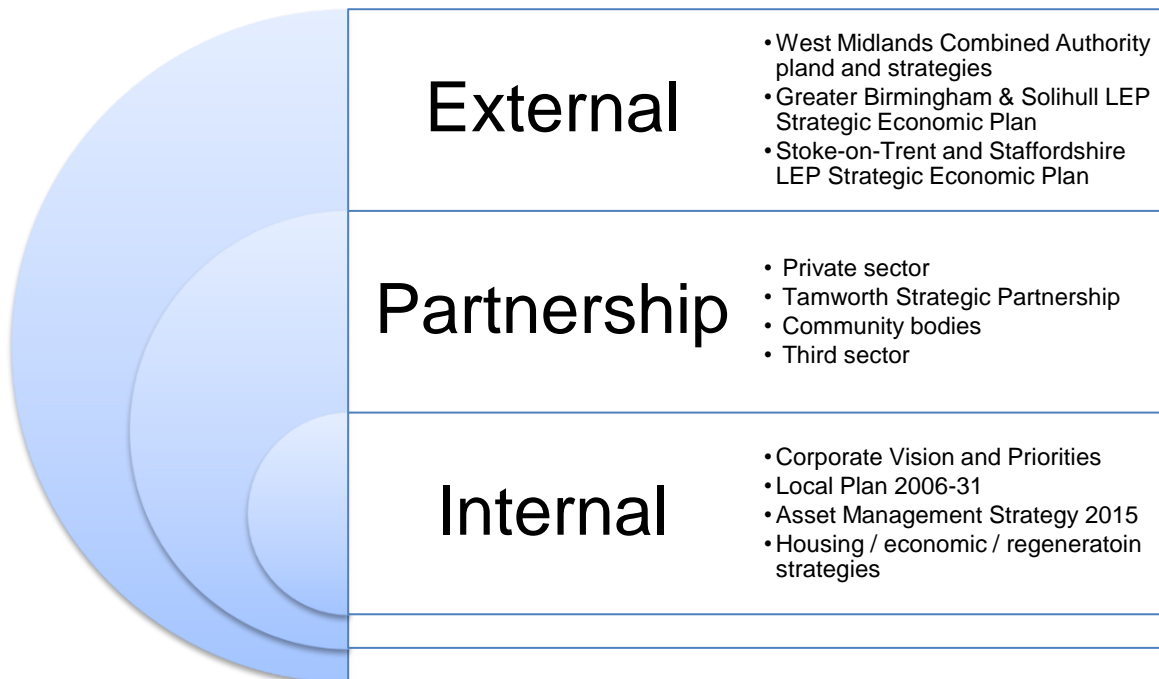 External
•West Midlands Combined Authority
pland and strategies
•Greater Birmingham & Solihull LEP
Strategic Economic Plan
•Stoke-on-Trent and Staffordshire
LEP Strategic Economic Plan
Partnership
• Private sector
• Tamworth Strategic Partnership
• Community bodies
• Third sector
Internal
•Corporate Vision and Priorities
•Local Plan 2006-31
•Asset Management Strategy 2015
•Housing / economic / regeneratoin
strategies